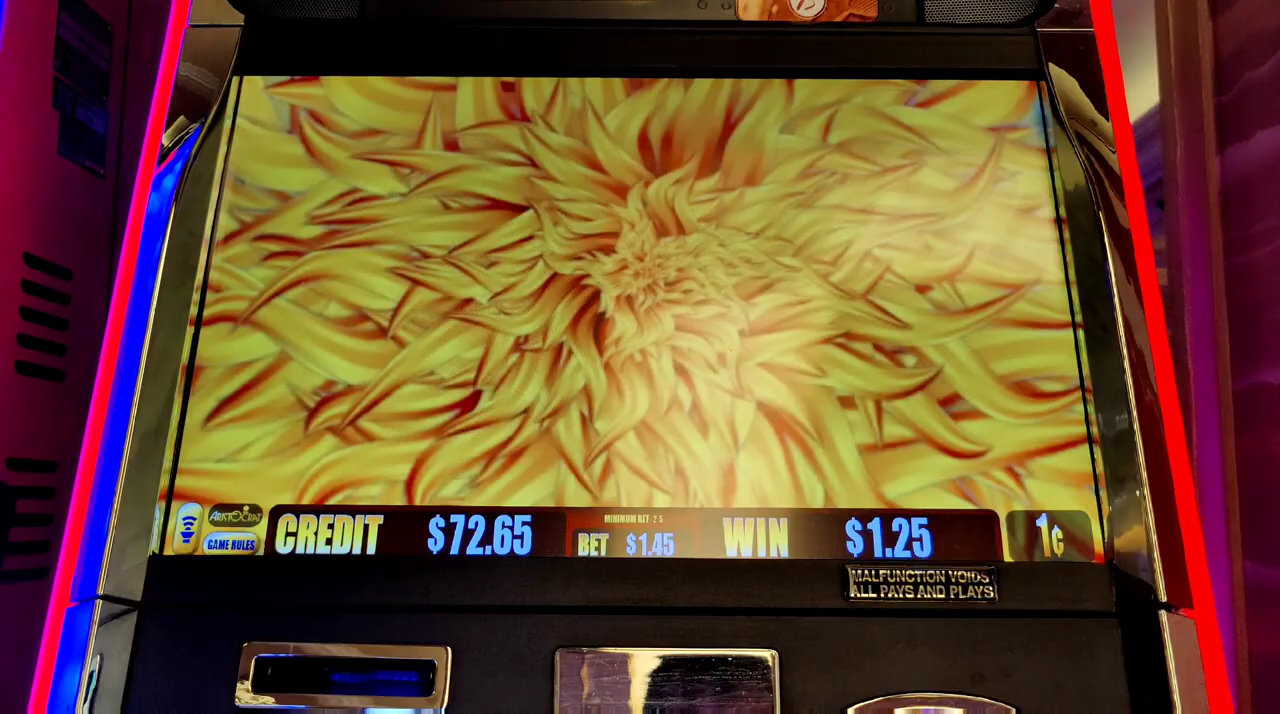 ARISTOCRAT
GAME RULES
CREDIT $72.65
MINIMUM BET 25
BET $1.45
WIN $1.25
1¢
MALFUNCTION VOIDS
ALL PAYS AND PLAYS